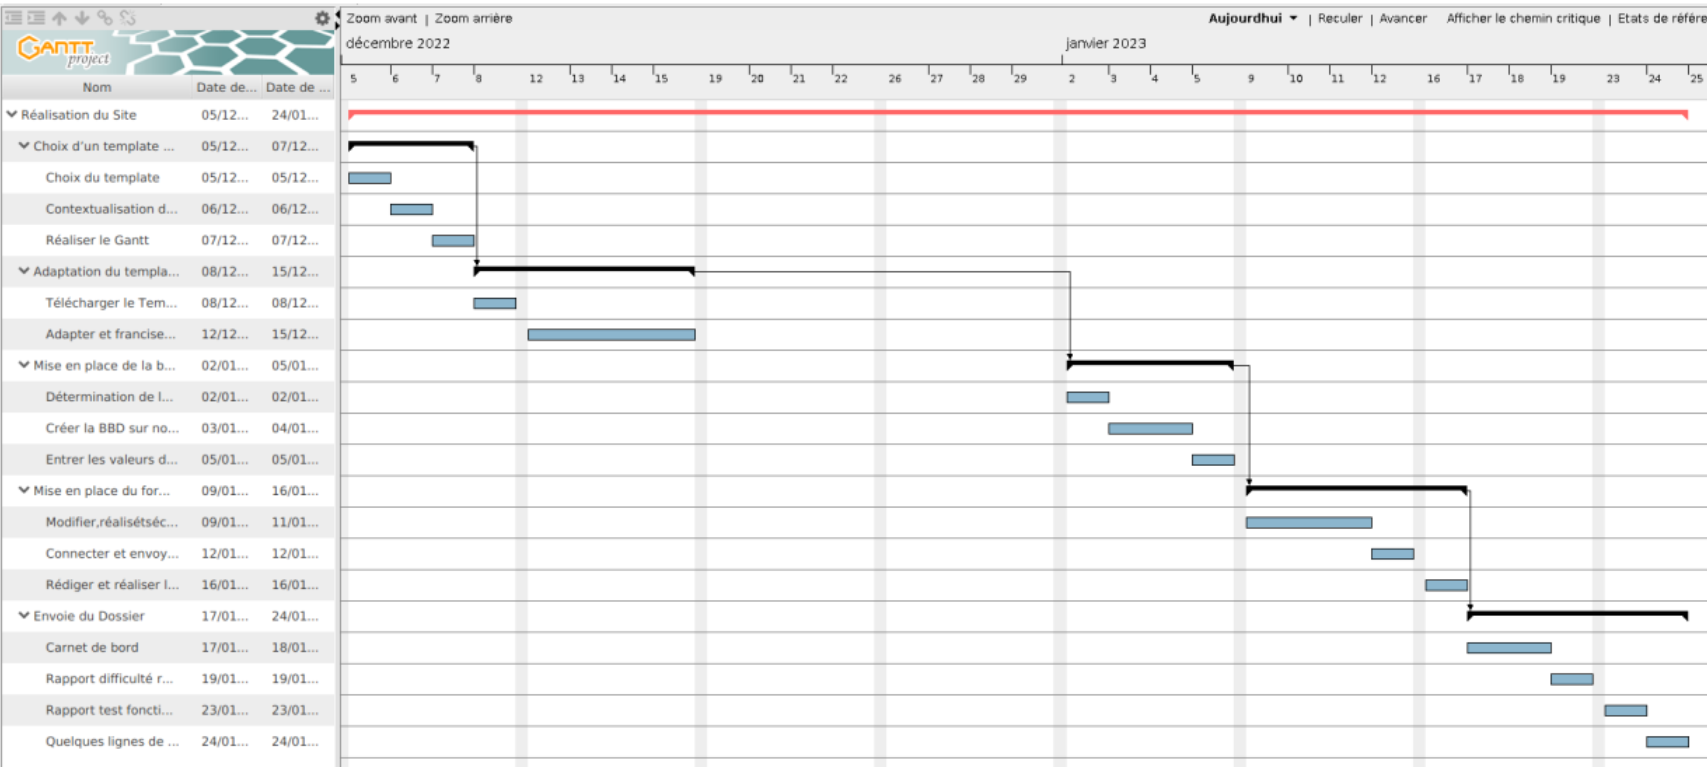 Zoom avant | Zoom arrière
Aujourd'hui | Reculer | Avancer Afficher le chemin critique | Etats de référe
GANTT project
décembre 2022
janvier 2023
5 6 7 8 12 13 14 15 19 20 21 22 26 27 28 29 2 3 4 5 9 10 11 12 16 17 18 19 23 24 25
Nom Date de... Date de ...
Réalisation du Site 05/12... 24/01...
Choix d'un template ... 05/12... 07/12...
Choix du template 05/12... 05/12...
Contextualisation d... 06/12... 06/12...
Réaliser le Gantt 07/12... 07/12...
Adaptation du templa... 08/12... 15/12...
Télécharger le Tem... 08/12... 08/12...
Adapter et francise... 12/12... 15/12...
Mise en place de la b... 02/01... 05/01...
Détermination de l... 02/01... 02/01...
Créer la BBD sur no... 03/01... 04/01...
Entrer les valeurs d... 05/01... 05/01...
Mise en place du for... 09/01... 16/01...
Modifier,réalisétséc... 09/01... 11/01...
Connecter et envoy... 12/01... 12/01...
Rédiger et réaliser l... 16/01... 16/01...
Envoie du Dossier 17/01... 24/01...
Carnet de bord 17/01... 18/01...
Rapport difficulté r... 19/01... 19/01...
Rapport test foncti... 23/01... 23/01...
Quelques lignes de ... 24/01... 24/01...